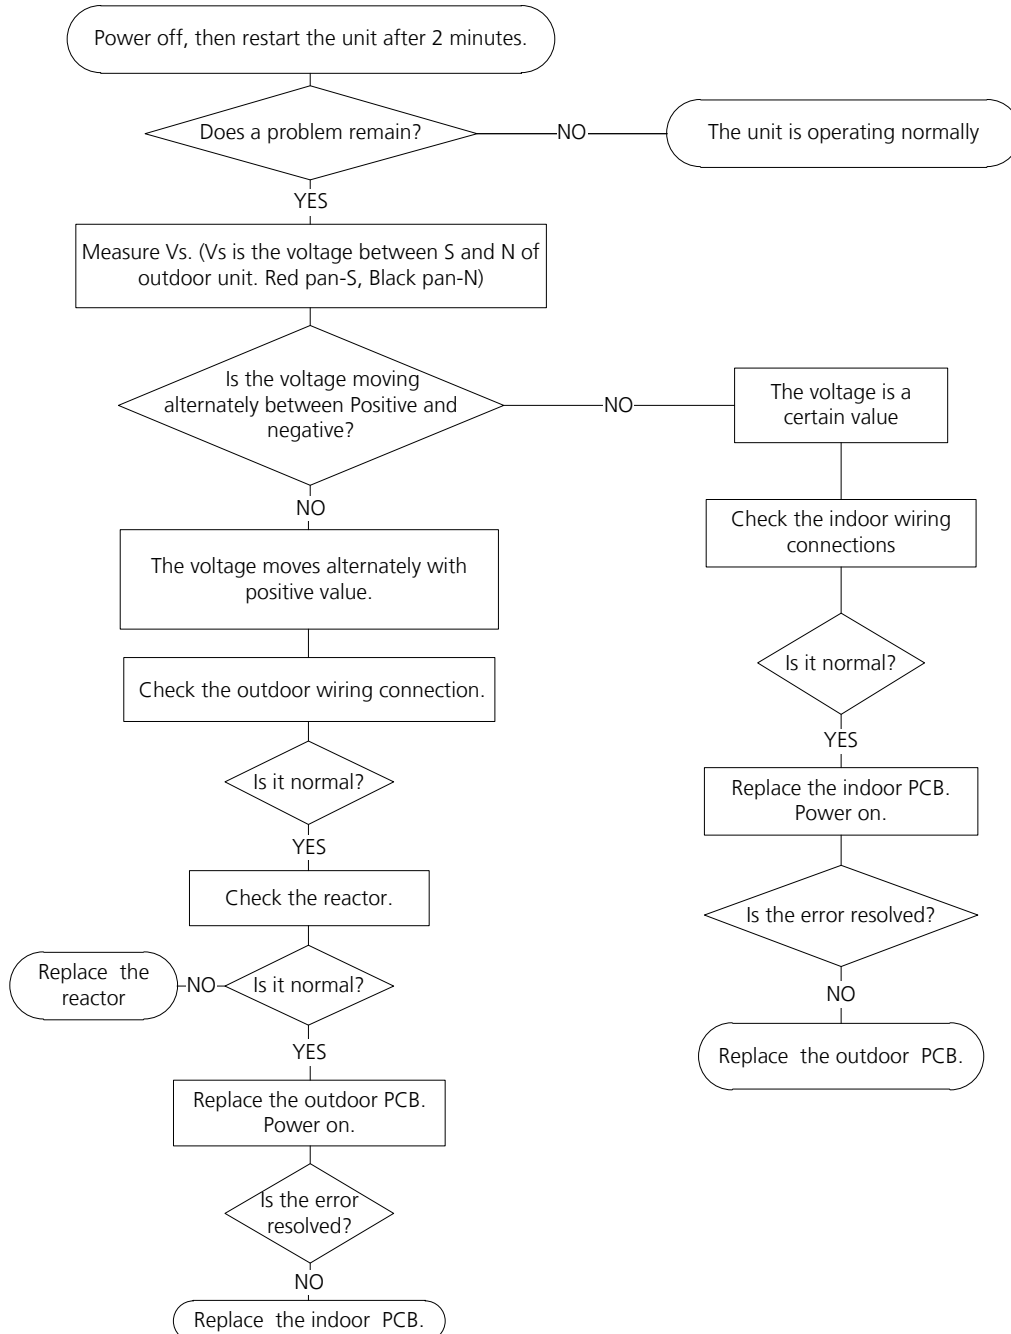 Power off, then restart the unit after 2 minutes.
Does a problem remain?
NO
The unit is operating normally
YES
Measure Vs. (Vs is the voltage between S and N of
outdoor unit. Red pan-S, Black pan-N)
Is the voltage moving
alternately between Positive and
negative?
NO
The voltage is a
certain value
NO
The voltage moves alternately with
positive value.
Check the indoor wiring
connections
Check the outdoor wiring connection.
Is it normal?
YES
Is it normal?
Replace the indoor PCB.
Power on.
YES
Check the reactor.
Is the error resolved?
Replace the
reactor
NO
Is it normal?
NO
YES
Replace the outdoor PCB.
Replace the outdoor PCB.
Power on.
Is the error
resolved?
NO
Replace the indoor PCB.